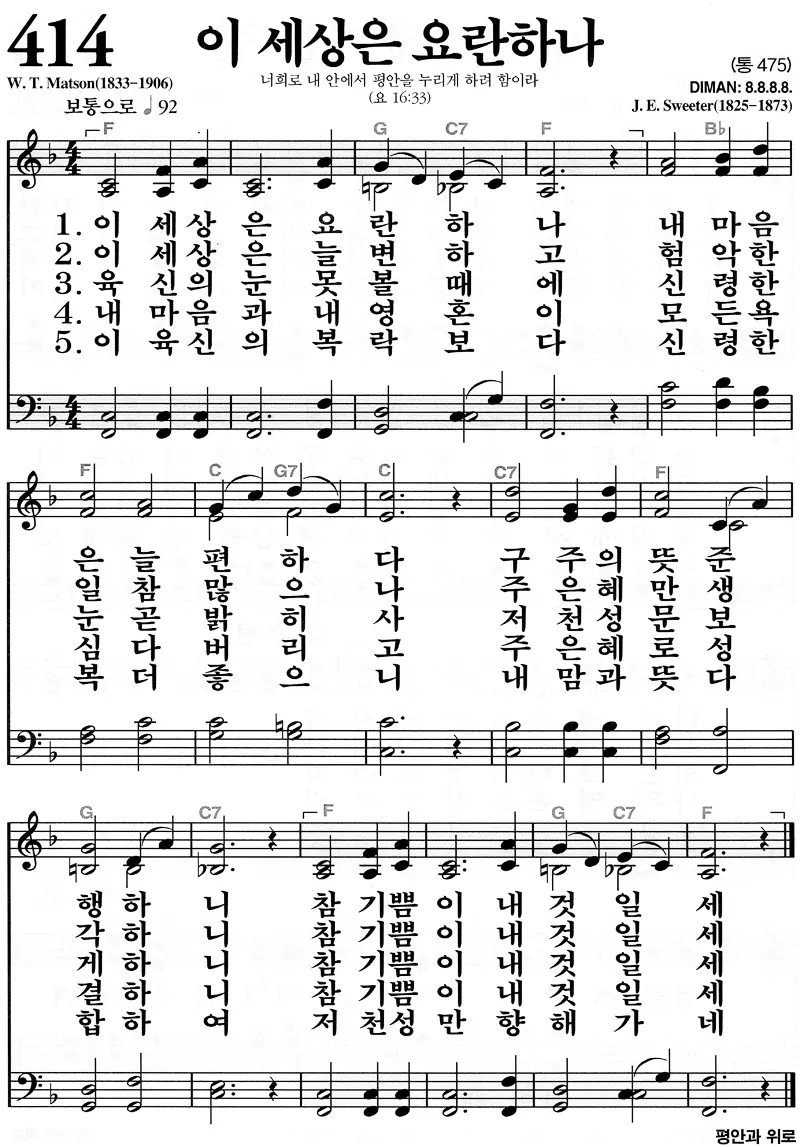 414 이 세상은 요란하나 (통 475)
W. T. Matson(1833-1906) 너희로 내 안에서 평안을 누리게 하려 함이라 DIMAN: 8.8.8.8.
보통으로 ♩92 (요 16:33) J. E. Sweeter(1825-1873)
F G C7 F B♭
1. 이 세 상 은 요 란 하 나 내 마 음
2. 이 세 상 은 늘 변 하 고 험 악 한
3. 육 신 의 눈 못 볼 때 에 신 령 한
4. 내 마 음 과 내 영 혼 이 모 든 욕
5. 이 육 신 의 복 락 보 다 신 령 한
F C G7 C C7 F
은 늘 편 하 다 구 주 의 뜻 준
일 참 많 으 나 주 은 혜 만 생
눈 곧 밝 히 사 저 천 성 문 보
심 다 버 리 고 주 은 혜 로 성
복 더 좋 으 니 내 맘 과 뜻 다
G C7 F G C7 F
행 하 니 참 기 쁨 이 내 것 일 세
각 하 니 참 기 쁨 이 내 것 일 세
게 하 니 참 기 쁨 이 내 것 일 세
결 하 니 참 기 쁨 이 내 것 일 세
합 하 여 저 천 성 만 향 해 가 네
평안과 위로